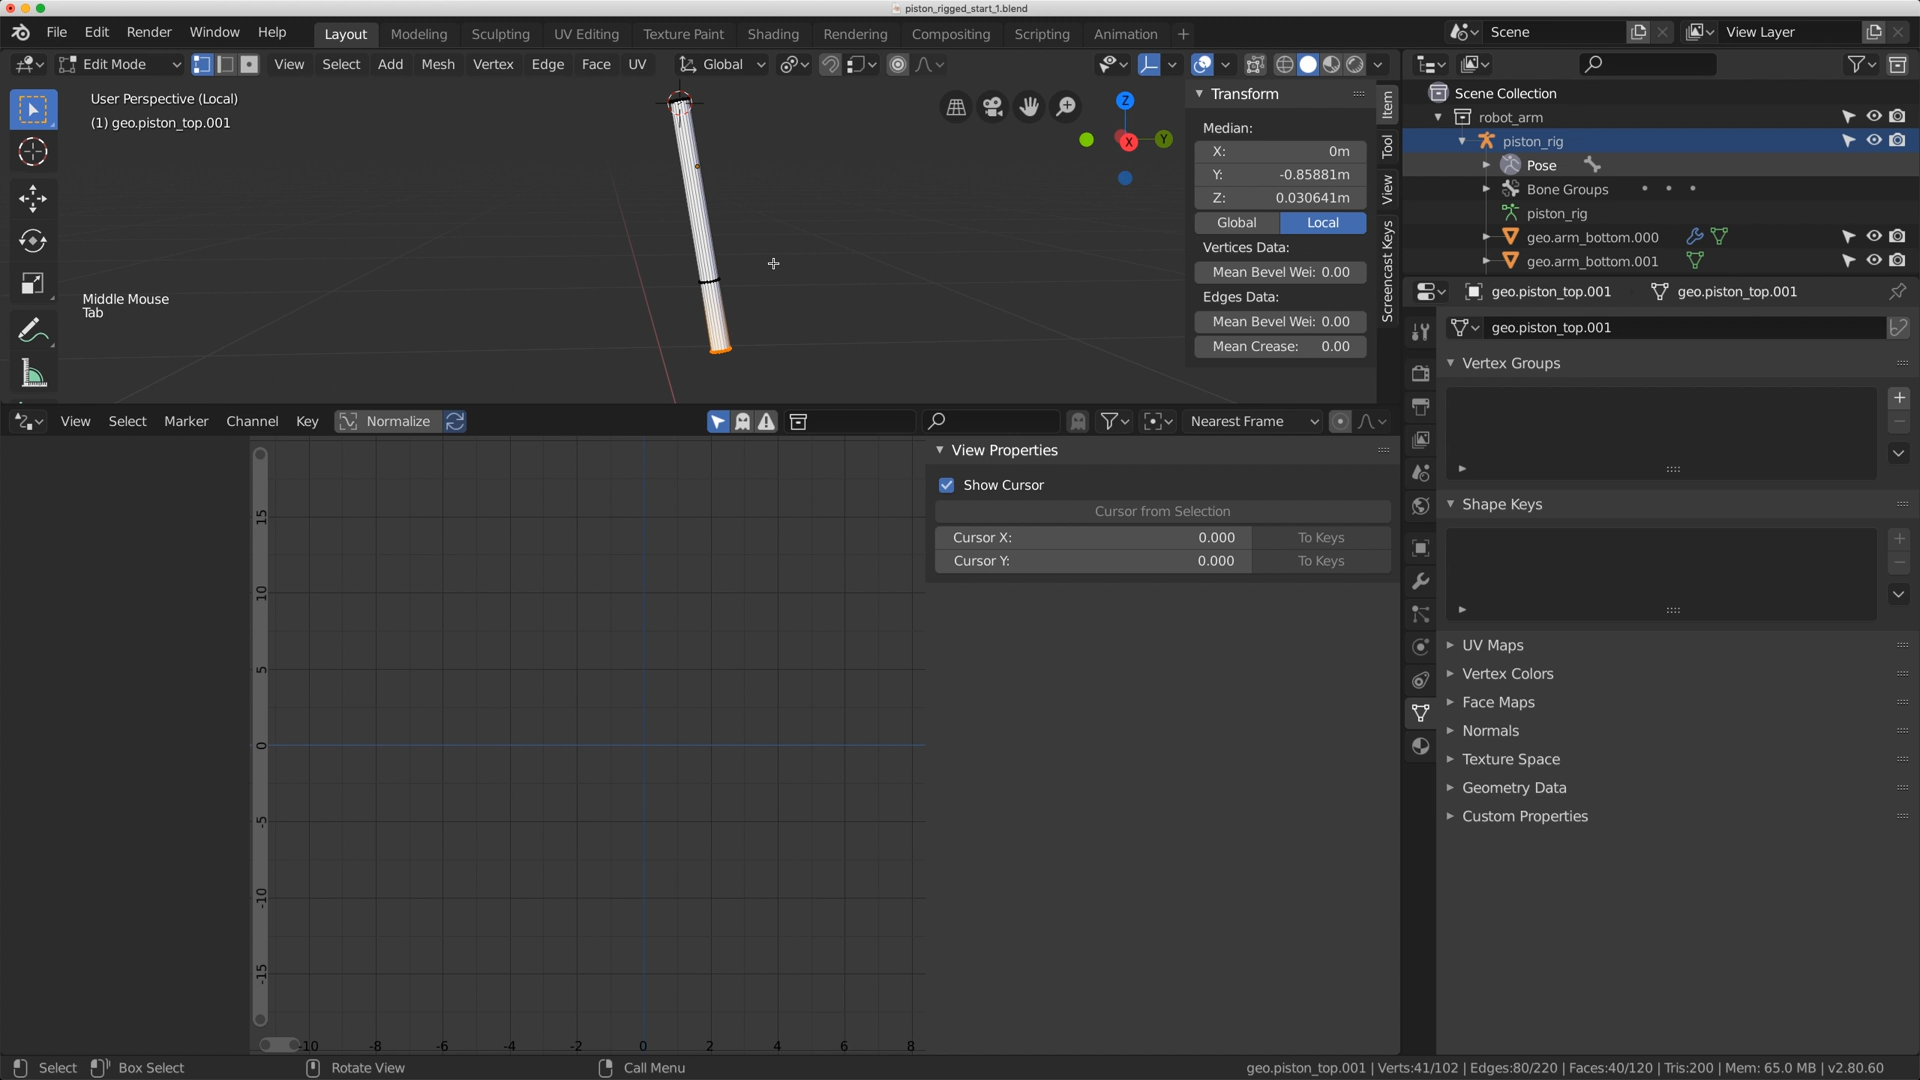 piston_rigged_start_1.blend
File Edit Render Window Help Layout Modeling Sculpting UV Editing Texture Paint Shading Rendering Compositing Scripting Animation + Scene View Layer
Edit Mode View Select Add Mesh Vertex Edge Face UV Global
User Perspective (Local)
(1) geo.piston_top.001
Middle Mouse
Tab
Z
Y
X
Transform
Median:
X: 0m
Y: -0.85881m
Z: 0.030641m
Global Local
Vertices Data:
Mean Bevel Wei: 0.00
Edges Data:
Mean Bevel Wei: 0.00
Mean Crease: 0.00
Item
Tool
View
Screencast Keys
Scene Collection
robot_arm
piston_rig
Pose
Bone Groups
piston_rig
geo.arm_bottom.000
geo.arm_bottom.001
geo.piston_top.001 geo.piston_top.001
geo.piston_top.001
Vertex Groups
Shape Keys
UV Maps
Vertex Colors
Face Maps
Normals
Texture Space
Geometry Data
Custom Properties
View Select Marker Channel Key Normalize Nearest Frame
View Properties
Show Cursor
Cursor from Selection
Cursor X: 0.000 To Keys
Cursor Y: 0.000 To Keys
15
10
5
0
-5
-10
-15
-10 -8 -6 -4 -2 0 2 4 6 8
Select Box Select Rotate View Call Menu geo.piston_top.001 | Verts:41/102 | Edges:80/220 | Faces:40/120 | Tris:200 | Mem: 65.0 MB | v2.80.60